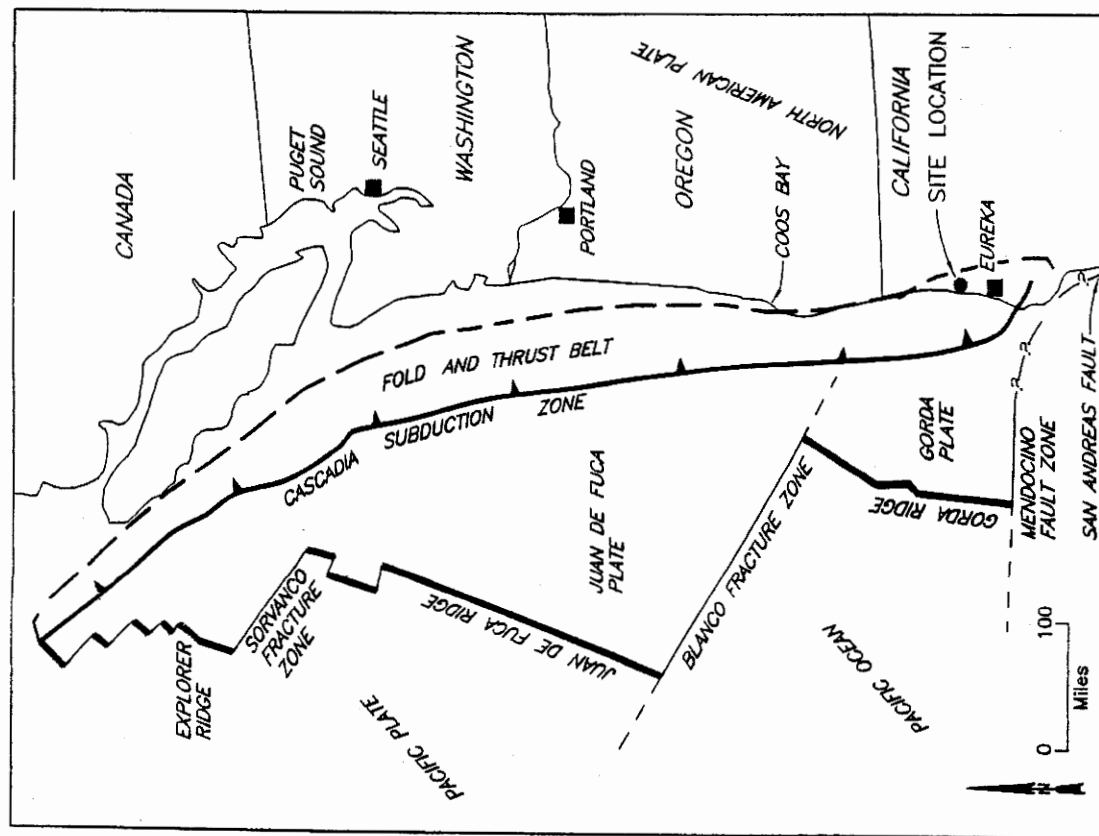 CANADA
PUGET
SOUND
SEATTLE
WASHINGTON
PORTLAND
OREGON
NORTH AMERICAN PLATE
COOS BAY
CALIFORNIA
SITE LOCATION
EUREKA
FOLD AND THRUST BELT
CASCADIA SUBDUCTION ZONE
EXPLORER
RIDGE
SORVANCO
FRACTURE
ZONE
JUAN DE FUCA RIDGE
JUAN DE FUCA
PLATE
BLANCO FRACTURE ZONE
GORDA
PLATE
GORDA RIDGE
MENDOCINO
FAULT ZONE
SAN ANDREAS FAULT
?
?
?
PACIFIC PLATE
PACIFIC OCEAN
0 100
Miles
N